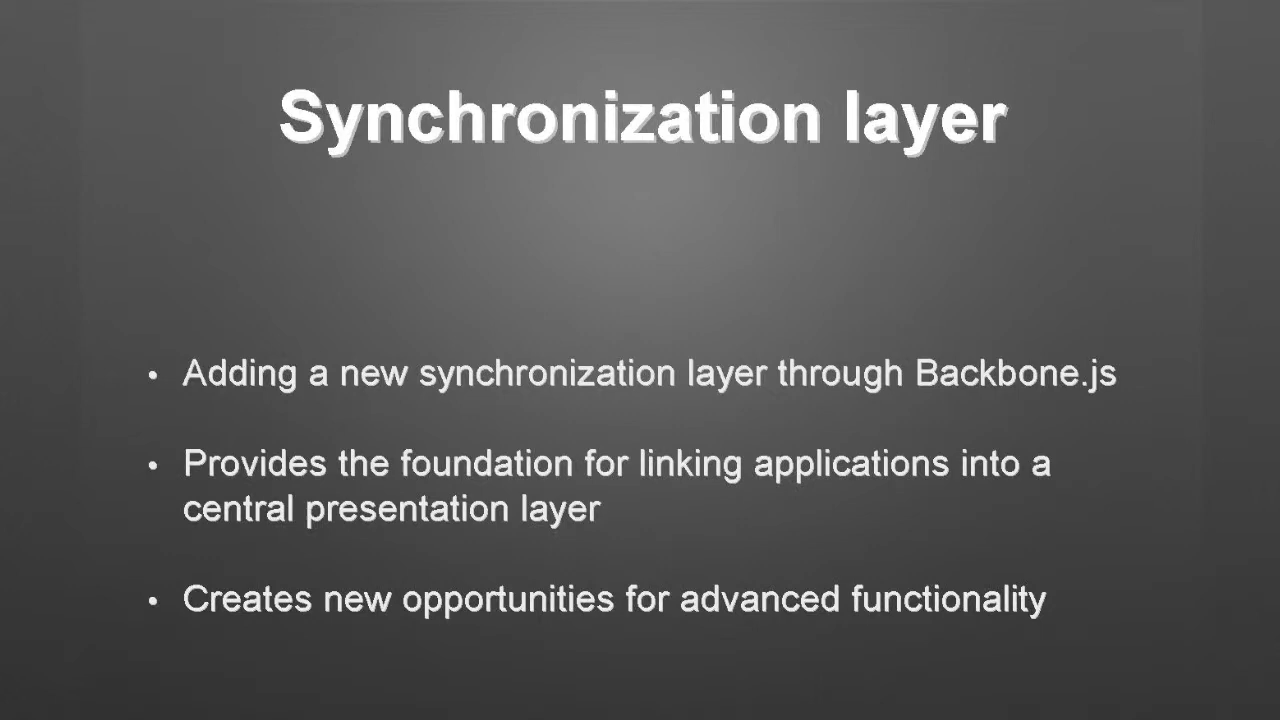 Synchronization layer
• Adding a new synchronization layer through Backbone.js
• Provides the foundation for linking applications into a
central presentation layer
• Creates new opportunities for advanced functionality